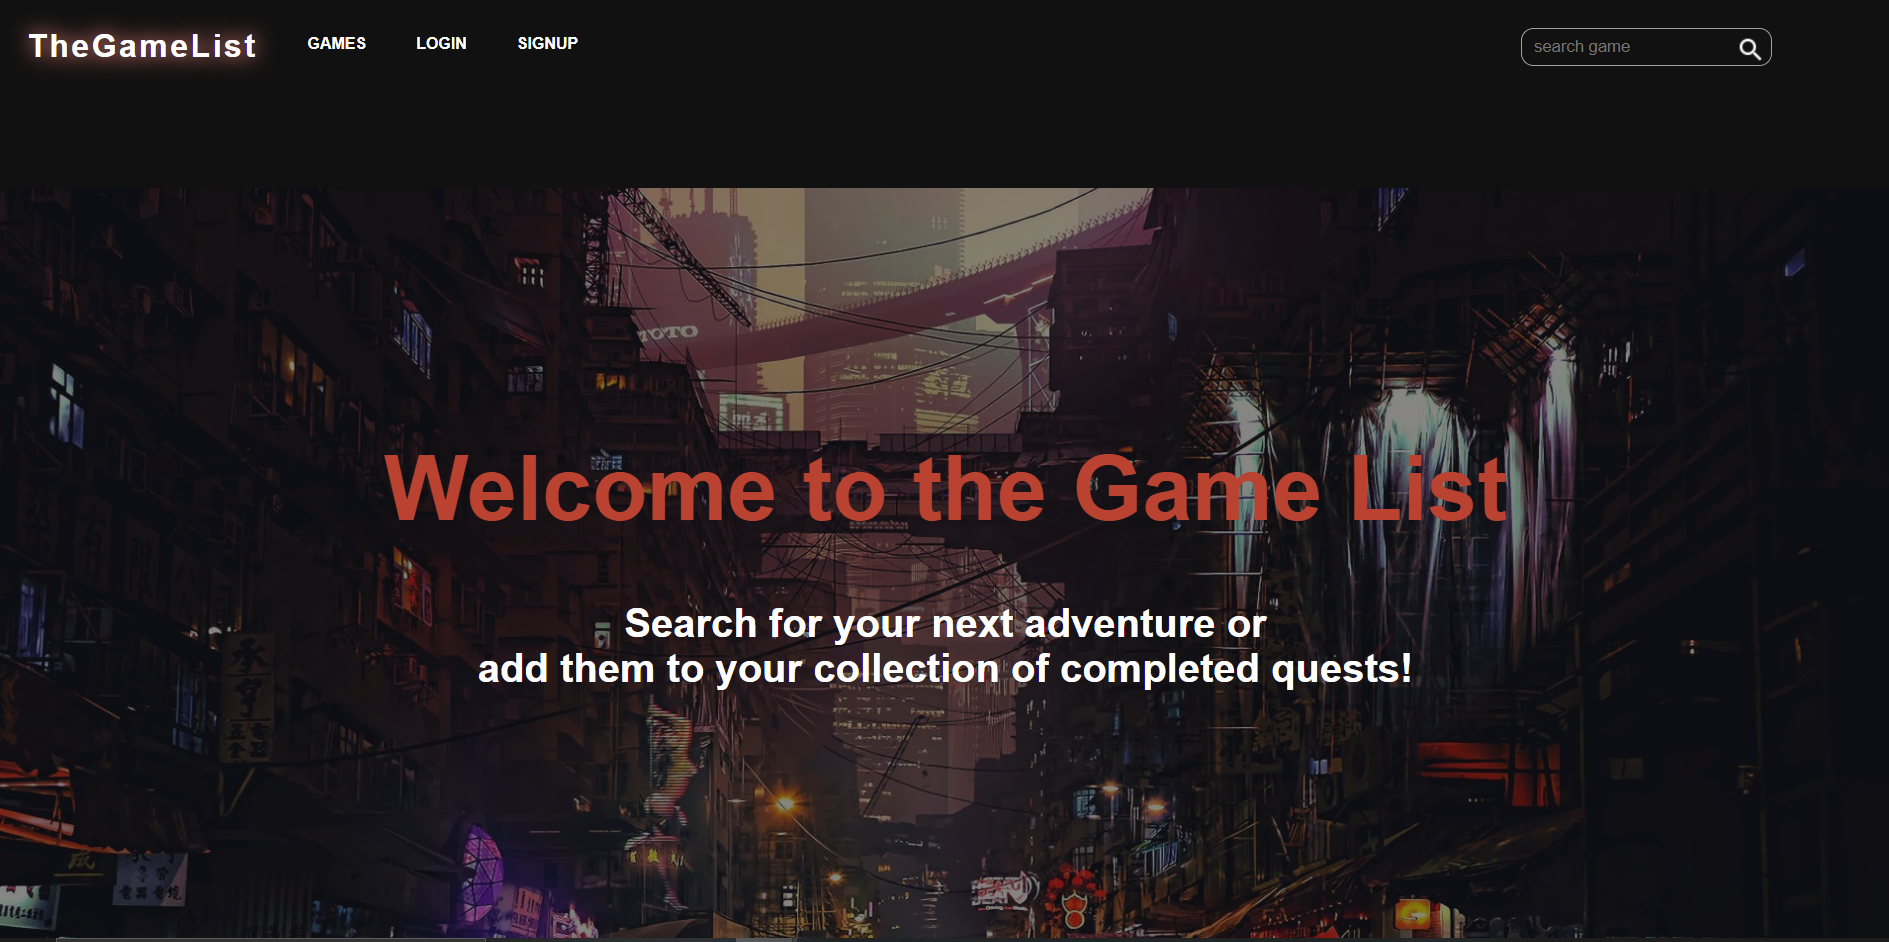 TheGameList
GAMES
LOGIN
SIGNUP
search game
Welcome to the Game List
Search for your next adventure or
add them to your collection of completed quests!